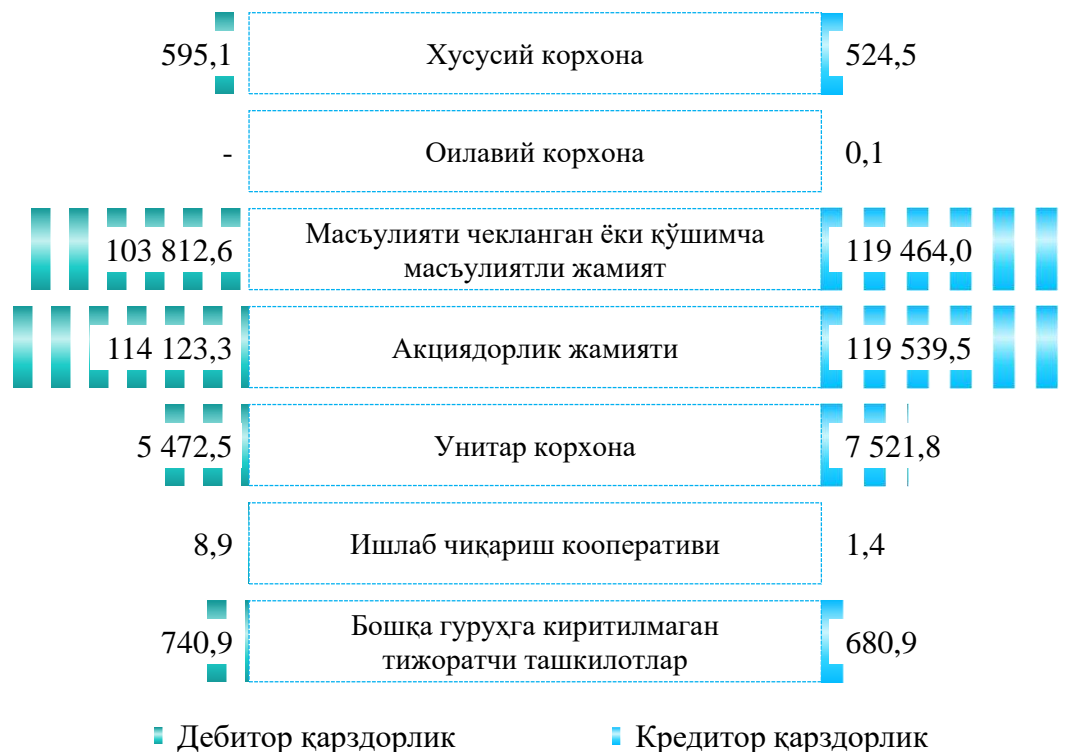 595,1 Хусусий корхона 524,5
- Оилавий корхона 0,1
103 812,6 Масъулияти чекланган ёки қўшимча масъулиятли жамият 119 464,0
114 123,3 Акциядорлик жамияти 119 539,5
5 472,5 Унитар корхона 7 521,8
8,9 Ишлаб чиқариш кооперативи 1,4
740,9 Бошқа гуруҳга киритилмаган тижоратчи ташкилотлар 680,9
Дебитор қарздорлик Кредитор қарздорлик